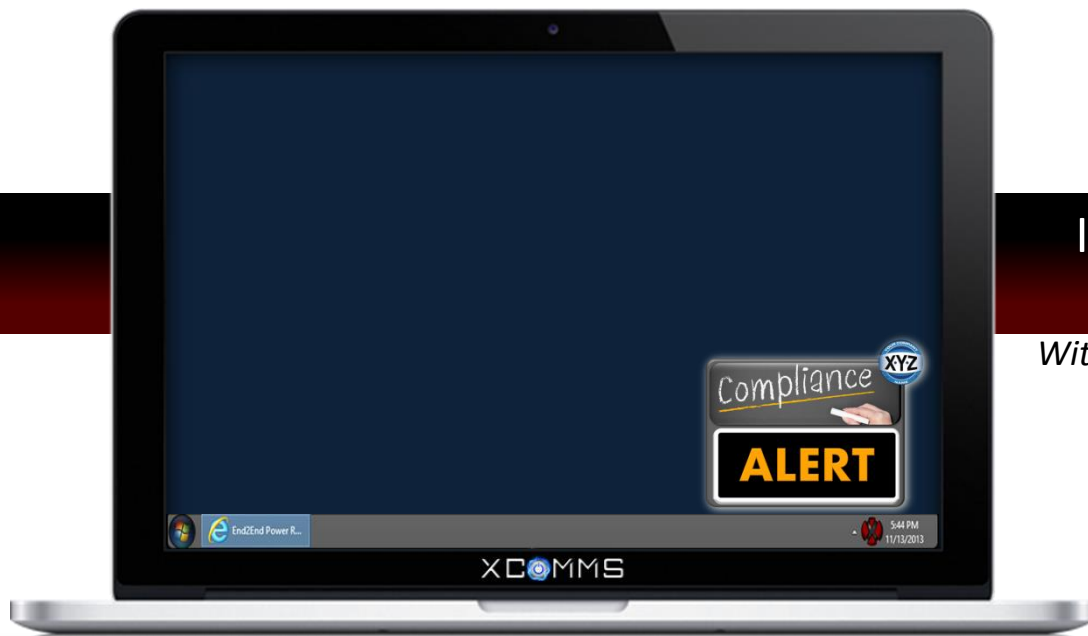 Compliance
XYZ
ALERT
End2End Power R...
5:44 PM
11/13/2013
XCOMMS